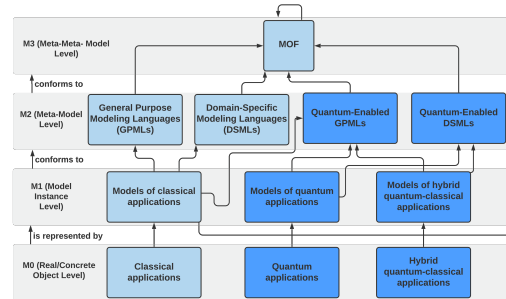 M3 (Meta-Meta- Model
Level)
MOF
conforms to
M2 (Meta-Model
Level)
General Purpose
Modeling Languages
(GPMLs)
Domain-Specific
Modeling Languages
(DSMLs)
Quantum-Enabled
GPMLs
Quantum-Enabled
DSMLs
conforms to
M1 (Model
Instance
Level)
Models of classical
applications
Models of quantum
applications
Models of hybrid
quantum-classical
applications
is represented by
M0 (Real/Concrete
Object Level)
Classical
applications
Quantum
applications
Hybrid
quantum-classical
applications